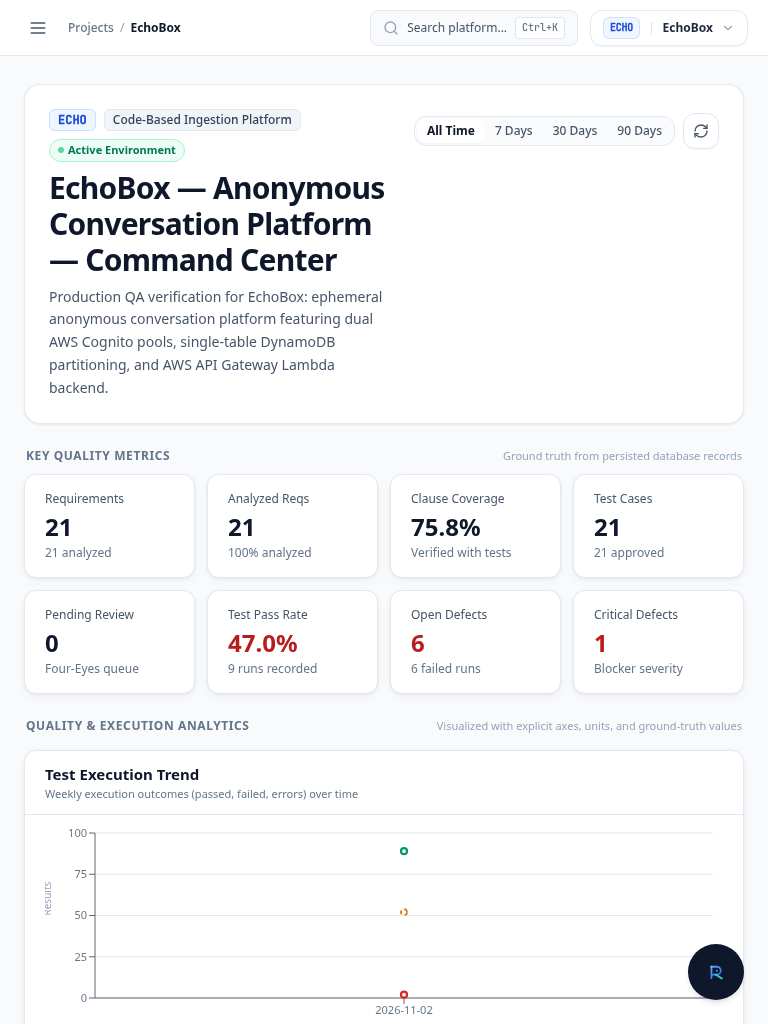 Projects / EchoBox
Search platform... Ctrl+K
ECHO EchoBox
ECHO Code-Based Ingestion Platform
Active Environment
All Time 7 Days 30 Days 90 Days
EchoBox — Anonymous
Conversation Platform
— Command Center
Production QA verification for EchoBox: ephemeral
anonymous conversation platform featuring dual
AWS Cognito pools, single-table DynamoDB
partitioning, and AWS API Gateway Lambda
backend.
KEY QUALITY METRICS
Ground truth from persisted database records
Requirements
21
21 analyzed
Analyzed Reqs
21
100% analyzed
Clause Coverage
75.8%
Verified with tests
Test Cases
21
21 approved
Pending Review
0
Four-Eyes queue
Test Pass Rate
47.0%
9 runs recorded
Open Defects
6
6 failed runs
Critical Defects
1
Blocker severity
QUALITY & EXECUTION ANALYTICS
Visualized with explicit axes, units, and ground-truth values
Test Execution Trend
Weekly execution outcomes (passed, failed, errors) over time
100
75
50
25
0
Results
2026-11-02
R